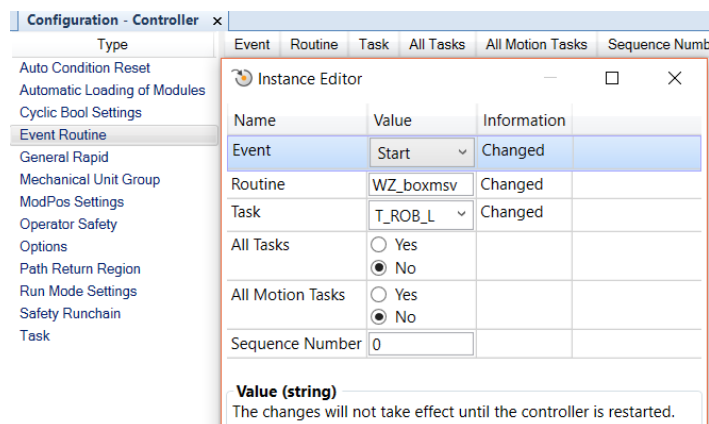 Configuration - Controller x
Type
Event Routine Task All Tasks All Motion Tasks Sequence Numb
Auto Condition Reset
Automatic Loading of Modules
Cyclic Bool Settings
Event Routine
General Rapid
Mechanical Unit Group
ModPos Settings
Operator Safety
Options
Path Return Region
Run Mode Settings
Safety Runchain
Task
Instance Editor
Name Value Information
Event Start Changed
Routine WZ_boxmsv Changed
Task T_ROB_L Changed
All Tasks Yes
No
All Motion Tasks Yes
No
Sequence Number 0
Value (string)
The changes will not take effect until the controller is restarted.